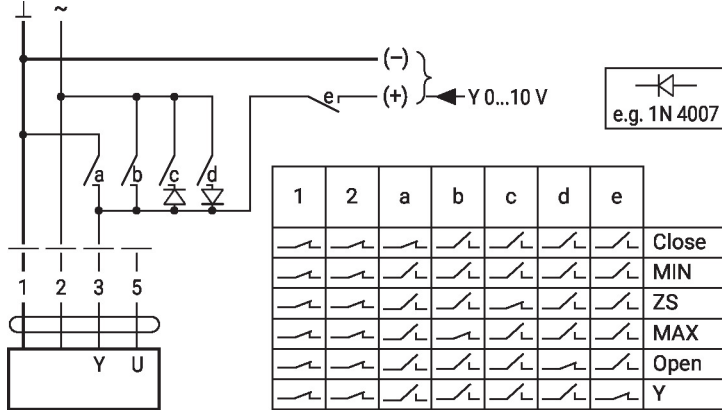 ⊥ ~
(–)
e (+) Y 0...10 V
e.g. 1N 4007
a b c d
1 2 3 5
Y U
1 2 a b c d e
Close
MIN
ZS
MAX
Open
Y